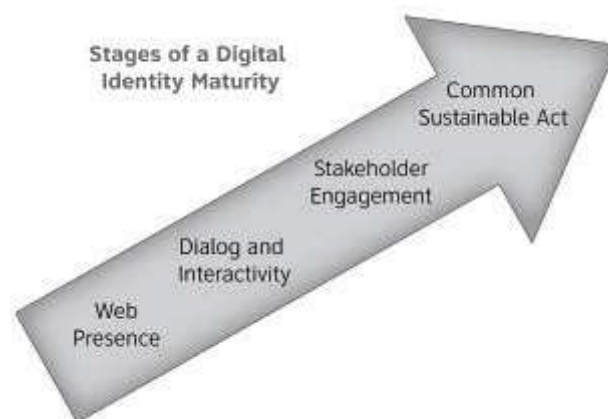 Stages of a Digital
Identity Maturity
Common
Sustainable Act
Stakeholder
Engagement
Dialog and
Interactivity
Web
Presence